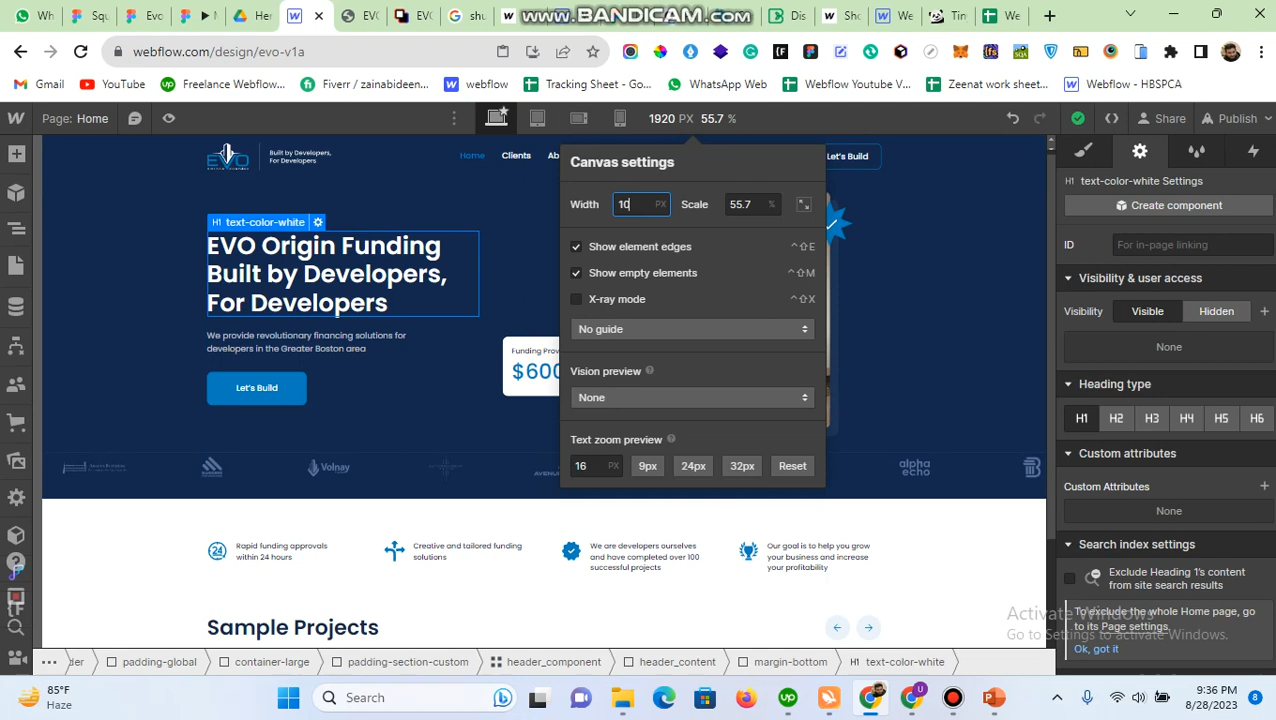 WWW.BANDICAM.COM
webflow.com/design/evo-v1a
Gmail YouTube Freelance Webflow... Fiverr / zinabideen... webflow Tracking Sheet - Go... WhatsApp Web Webflow Youtube V... Zeenat work sheet... Webflow - HBSPCA
Page: Home 1920 PX 55.7 % Share Publish
EVO Built by Developers,
For Developers
Home Clients Let's Build
Canvas settings
Width 10 PX Scale 55.7 %
Show element edges ^⇧E
Show empty elements ^⇧M
X-ray mode ^⇧X
No guide
Vision preview
None
Text zoom preview
16 PX 9px 24px 32px Reset
H1 text-color-white
EVO Origin Funding
Built by Developers,
For Developers
We provide revolutionary financing solutions for
developers in the Greater Boston area
Let's Build
Volnay
alpha
echo
24 Rapid funding approvals
within 24 hours
Creative and tailored funding
solutions
We are developers ourselves
and have completed over 100
successful projects
Our goal is to help you grow
your business and increase
your profitability
Sample Projects
H1 text-color-white Settings
Create component
ID For in-page linking
Visibility & user access
Visibility Visible Hidden
None
Heading type
H1 H2 H3 H4 H5 H6
Custom attributes
Custom Attributes
None
Search index settings
Exclude Heading 1's content
from site search results
To exclude the whole Home page, go
to its Page settings.
Ok, got it
Activate Windows
Go to Settings to activate Windows.
padding-global container-large padding-section-custom header_component header_content margin-bottom H1 text-color-white
85°F
Haze
Search
9:36 PM
8/28/2023